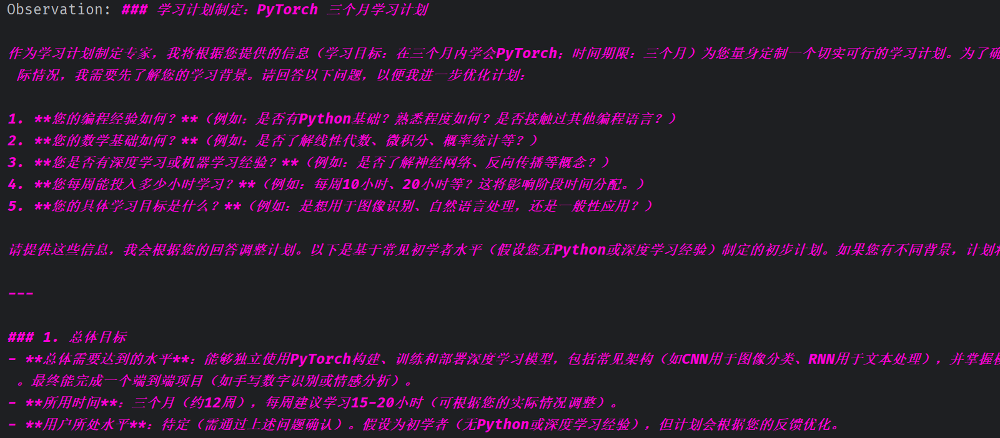 Observation: ### 学习计划制定：PyTorch 三个月学习计划
作为学习计划制定专家，我将根据您提供的信息（学习目标：在三个月内学会PyTorch；时间期限：三个月）为您量身定制一个切实可行的学习计划。为了确
际情况，我需要先了解您的学习背景。请回答以下问题，以便我进一步优化计划：
1. **您的编程经验如何？**（例如：是否有Python基础？熟悉程度如何？是否接触过其他编程语言？）
2. **您的数学基础如何？**（例如：是否了解线性代数、微积分、概率统计等？）
3. **您是否有深度学习或机器学习经验？**（例如：是否了解神经网络、反向传播等概念？）
4. **您每周能投入多少小时学习？**（例如：每周10小时、20小时等？这将影响阶段时间分配。）
5. **您的具体学习目标是什么？**（例如：是想用于图像识别、自然语言处理，还是一般性应用？）
请提供这些信息，我会根据您的回答调整计划。以下是基于常见初学者水平（假设您无Python或深度学习经验）制定的初步计划。如果您有不同背景，计划
---
### 1. 总体目标
- **总体需要达到的水平**：能够独立使用PyTorch构建、训练和部署深度学习模型，包括常见架构（如CNN用于图像分类、RNN用于文本处理），并掌握
。最终能完成一个端到端项目（如手写数字识别或情感分析）。
- **所用时间**：三个月（约12周），每周建议学习15-20小时（可根据您的实际情况调整）。
- **用户所处水平**：待定（需通过上述问题确认）。假设为初学者（无Python或深度学习经验），但计划会根据您的反馈优化。